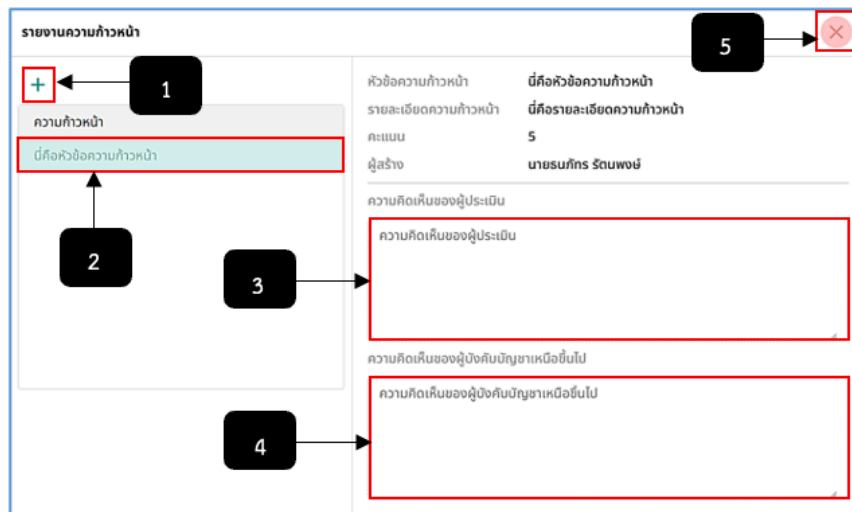 รายงานความก้าวหน้า
5
1
ความก้าวหน้า
นี่คือหัวข้อความก้าวหน้า
2
หัวข้อความก้าวหน้า นี่คือหัวข้อความก้าวหน้า
รายละเอียดความก้าวหน้า นี่คือรายละเอียดความก้าวหน้า
คะแนน 5
ผู้สร้าง นายธนภัทร รัตนพงษ์
ความคิดเห็นของผู้ประเมิน
ความคิดเห็นของผู้ประเมิน
3
ความคิดเห็นของผู้บังคับบัญชาเหนือขึ้นไป
ความคิดเห็นของผู้บังคับบัญชาเหนือขึ้นไป
4